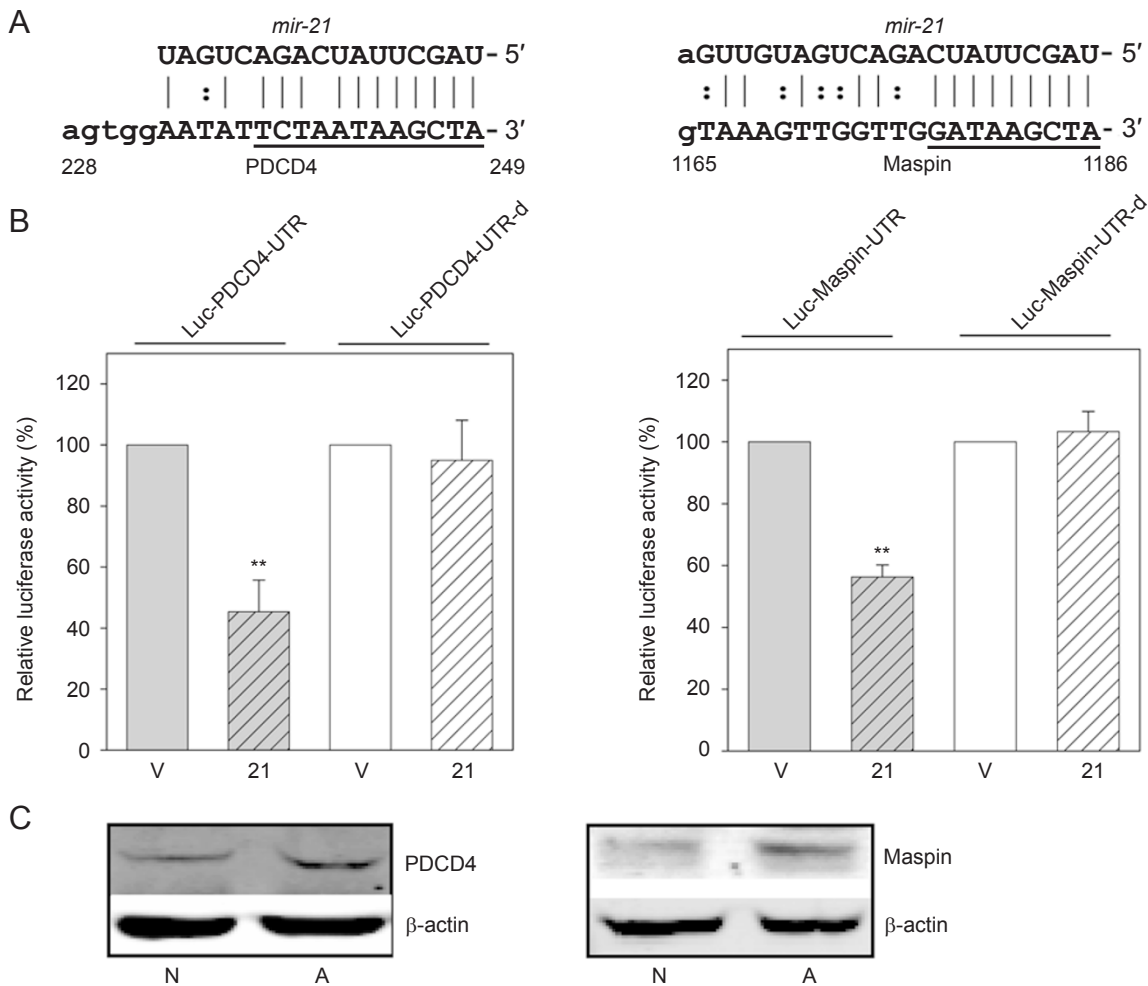 A
mir-21
UAGUCAGACUAUUCGAU- 5′
agtggAATATTCTAATAAGCTA- 3′
228 PDCD4 249
mir-21
aGUUGUAGUCAGACUAUUCGAU- 5′
gTAAAGTTGGTTGGATAAGCTA- 3′
1165 Maspin 1186
B
Luc-PDCD4-UTR
Luc-PDCD4-UTR-d
Relative luciferase activity (%)
120
100
80
60
40
20
0
**
V 21 V 21
Luc-Maspin-UTR
Luc-Maspin-UTR-d
Relative luciferase activity (%)
120
100
80
60
40
20
0
**
V 21 V 21
C
PDCD4
β-actin
N A
Maspin
β-actin
N A